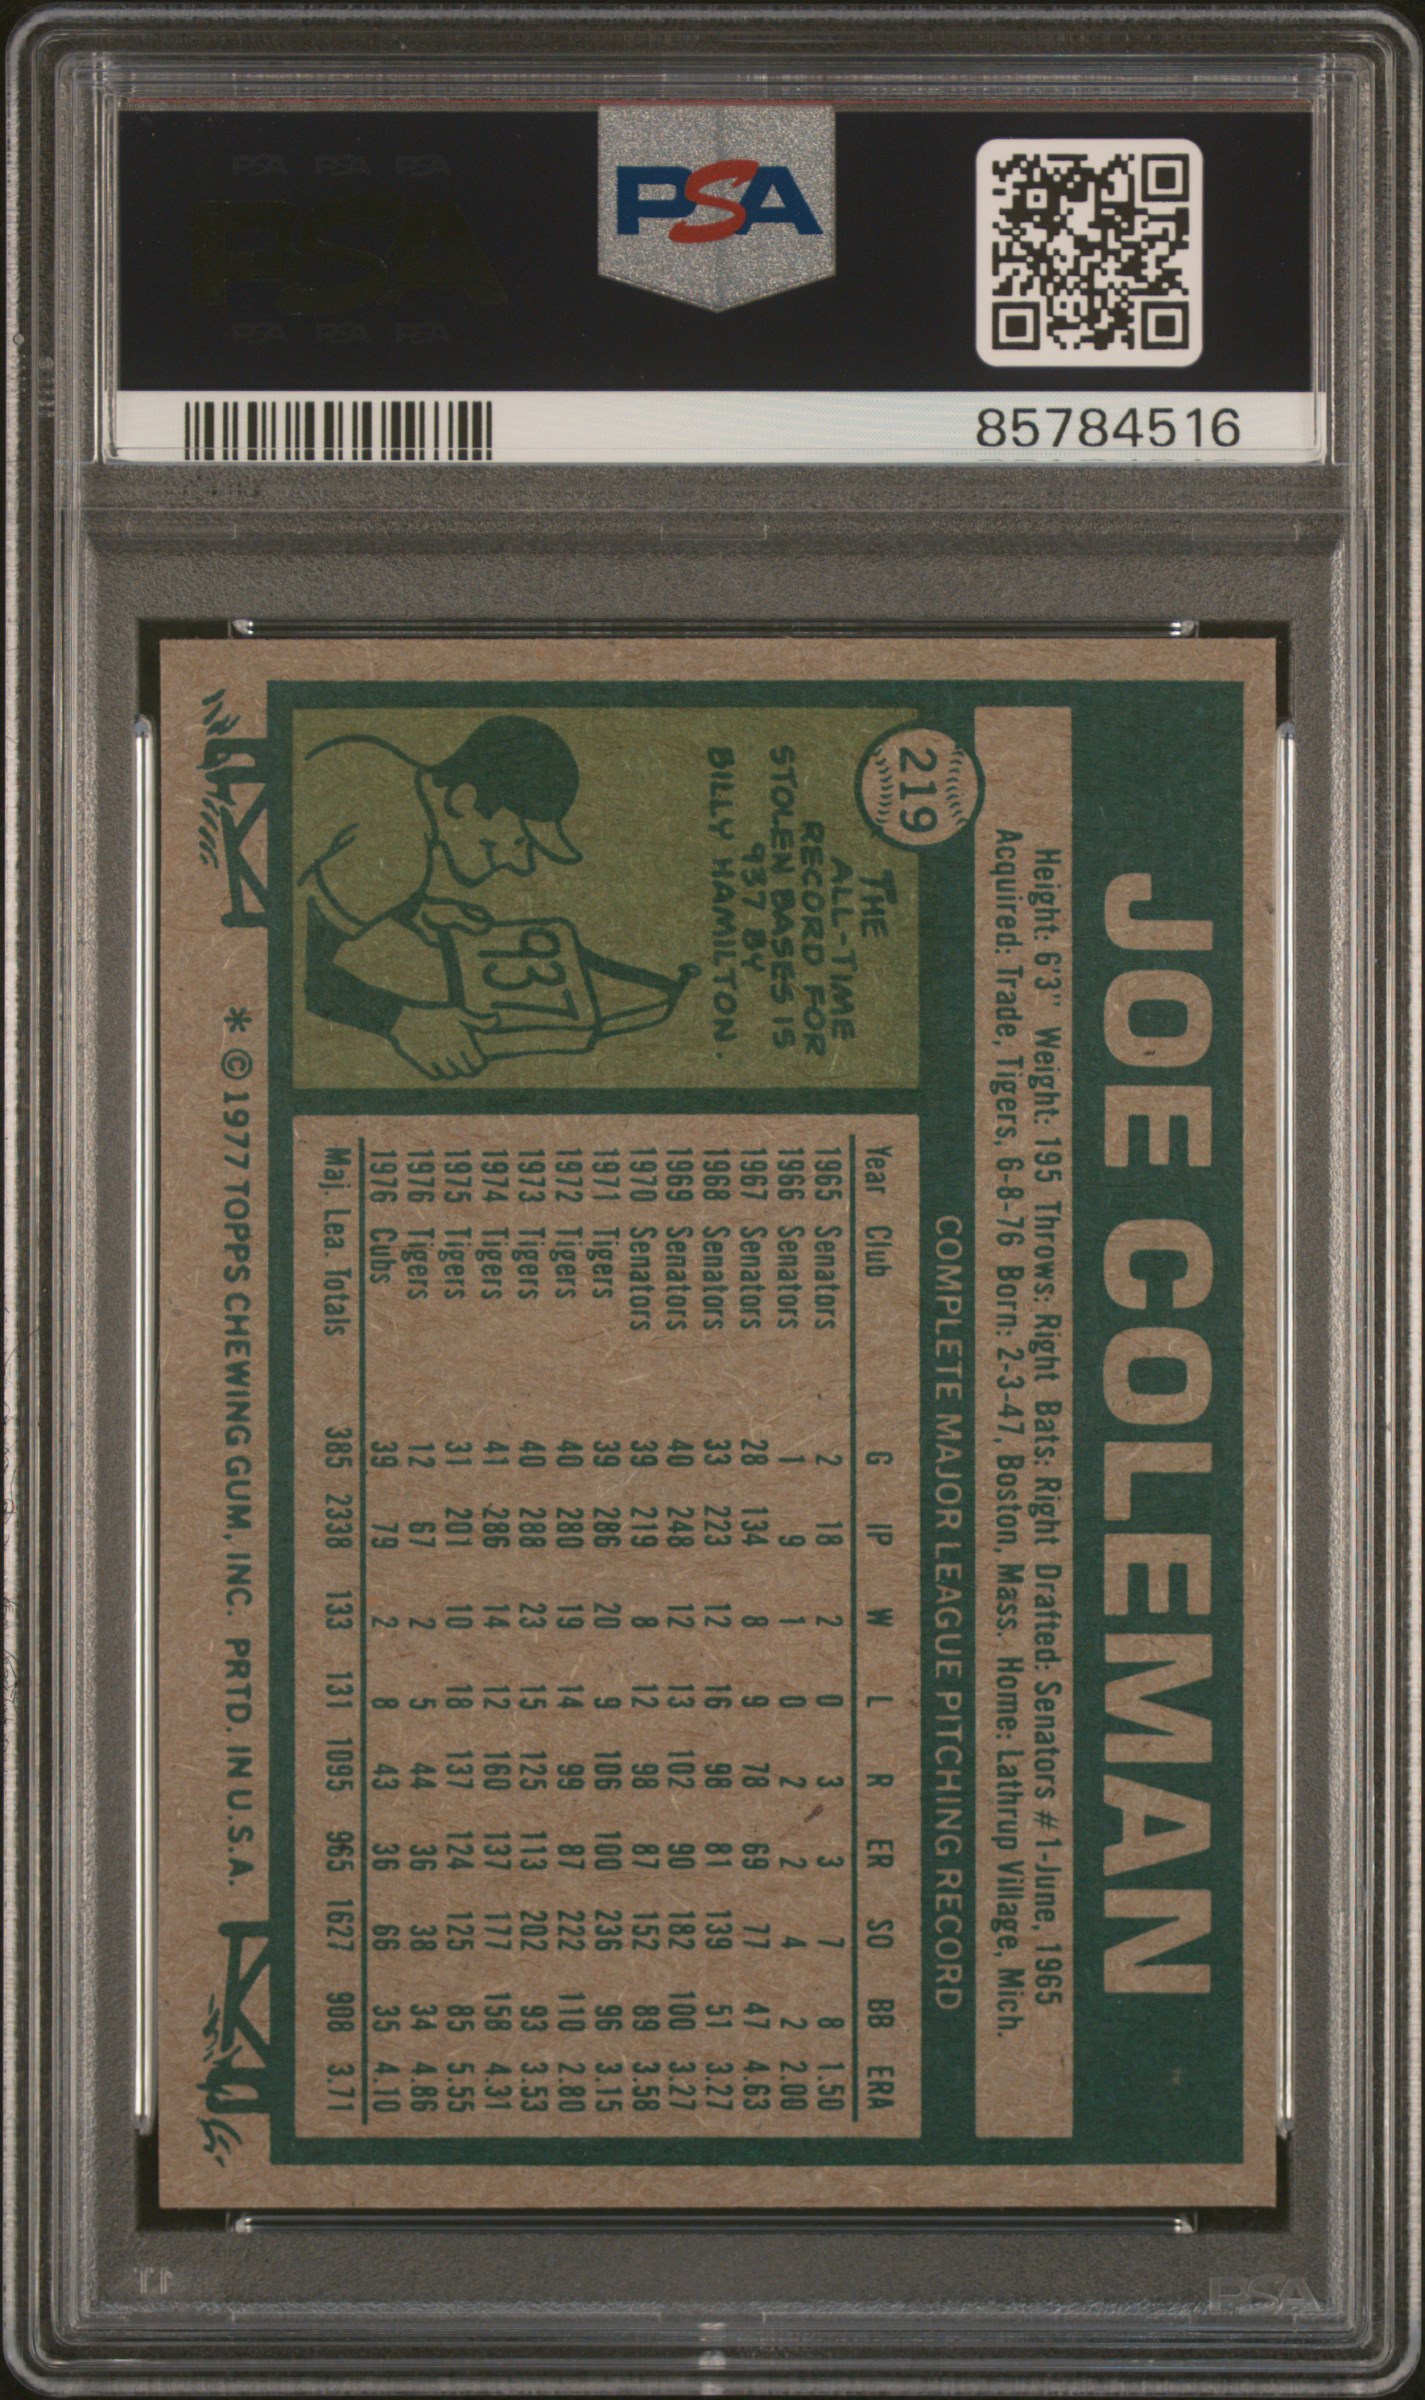 PSA PSA PSA
PSA
PSA PSA PSA
PSA
85784516
JOE COLEMAN
219
Height: 6'3" Weight: 195 Throws: Right Bats: Right Drafted: Senators #1-June, 1965
Acquired: Trade, Tigers, 6-8-76 Born: 2-3-47, Boston, Mass. Home: Lathrup Village, Mich.
COMPLETE MAJOR LEAGUE PITCHING RECORD
THE
ALL-TIME
RECORD FOR
STOLEN BASES IS
937 BY
BILLY HAMILTON.
937
Year Club G IP W L R ER SO BB ERA
1965 Senators 2 18 2 0 3 3 7 8 1.50
1966 Senators 1 9 1 0 2 2 4 2 2.00
1967 Senators 28 134 8 9 78 69 77 47 4.63
1968 Senators 33 223 12 16 98 81 139 51 3.27
1969 Senators 40 248 12 13 102 90 182 100 3.27
1970 Senators 39 219 8 12 98 87 152 89 3.58
1971 Tigers 39 286 20 9 106 100 236 96 3.15
1972 Tigers 40 280 19 14 99 87 222 110 2.80
1973 Tigers 40 288 23 15 125 113 202 93 3.53
1974 Tigers 41 286 14 12 160 137 177 158 4.31
1975 Tigers 31 201 10 18 137 124 125 85 5.55
1976 Tigers 12 67 2 5 44 36 38 34 4.86
1976 Cubs 39 79 2 8 43 36 66 35 4.10
Maj. Lea. Totals 385 2338 133 131 1095 965 1627 908 3.71
* © 1977 TOPPS CHEWING GUM, INC. PRTD. IN U.S.A.
PSA